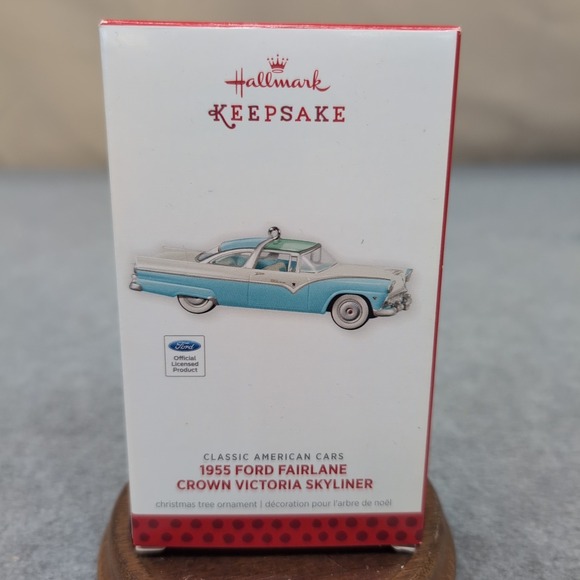 Hallmark
KEEPSAKE
Ford
Official
Licensed
Product
CLASSIC AMERICAN CARS
1955 FORD FAIRLANE
CROWN VICTORIA SKYLINER
christmas tree ornament | décoration pour l'arbre de noël